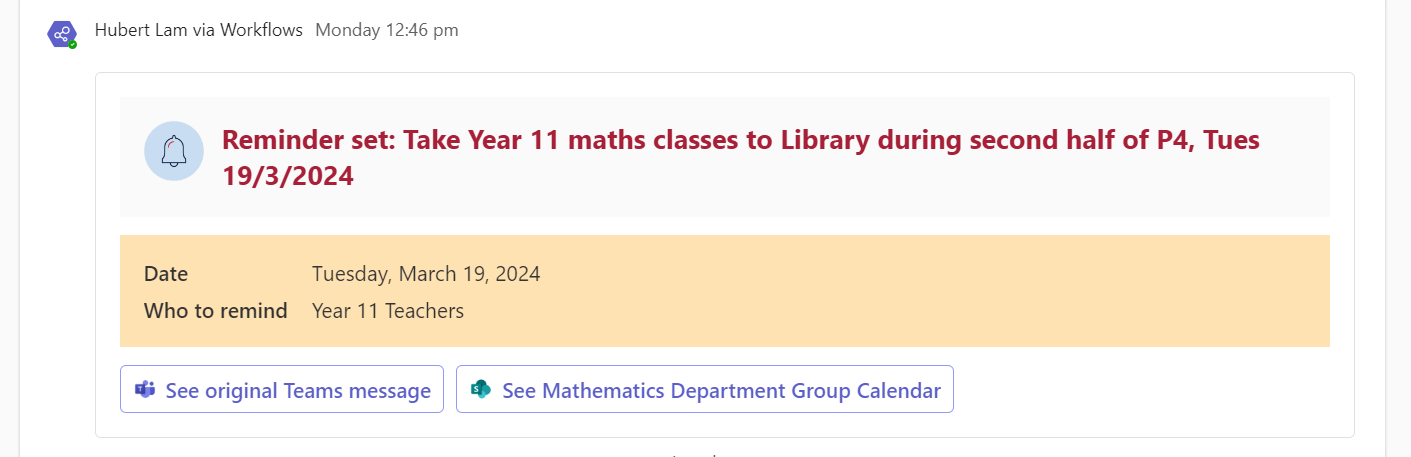 Hubert Lam via Workflows Monday 12:46 pm
Reminder set: Take Year 11 maths classes to Library during second half of P4, Tues
19/3/2024
Date Tuesday, March 19, 2024
Who to remind Year 11 Teachers
See original Teams message See Mathematics Department Group Calendar